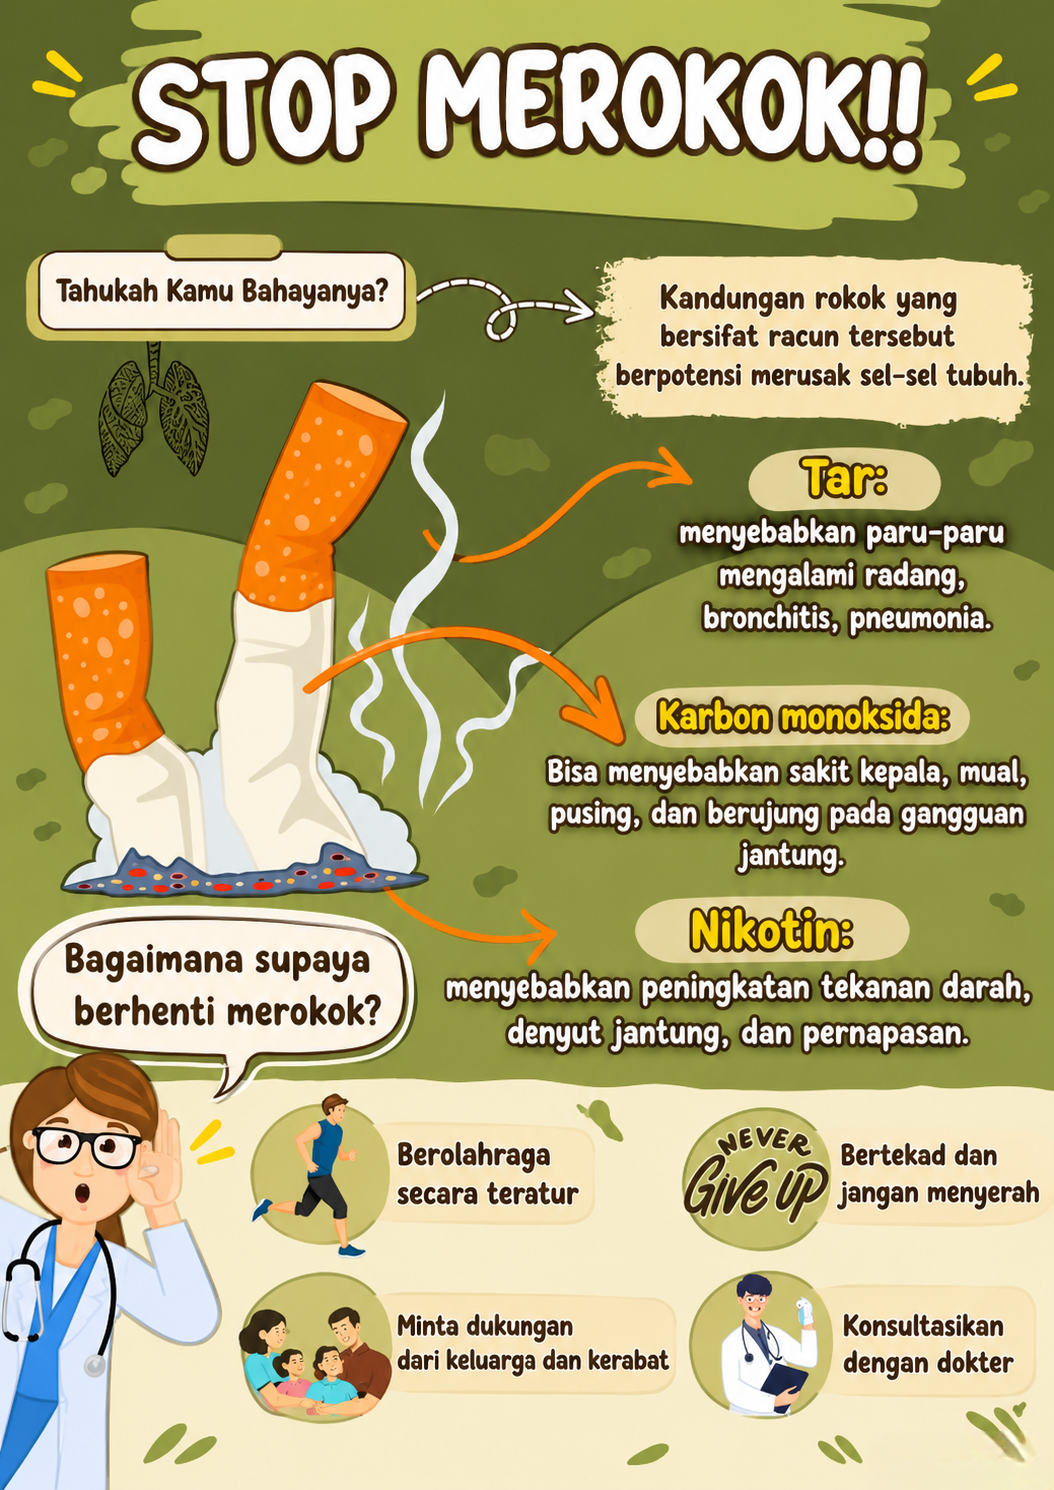 STOP MEROKOK!!
Tahukah Kamu Bahayanya?
Kandungan rokok yang
bersifat racun tersebut
berpotensi merusak sel-sel tubuh.
Tar:
menyebabkan paru-paru
mengalami radang,
bronchitis, pneumonia.
Karbon monoksida:
Bisa menyebabkan sakit kepala, mual,
pusing, dan berujung pada gangguan
jantung.
Nikotin:
menyebabkan peningkatan tekanan darah,
denyut jantung, dan pernapasan.
Bagaimana supaya
berhenti merokok?
Berolahraga
secara teratur
NEVER
Give UP
Bertekad dan
jangan menyerah
Minta dukungan
dari keluarga dan kerabat
Konsultasikan
dengan dokter